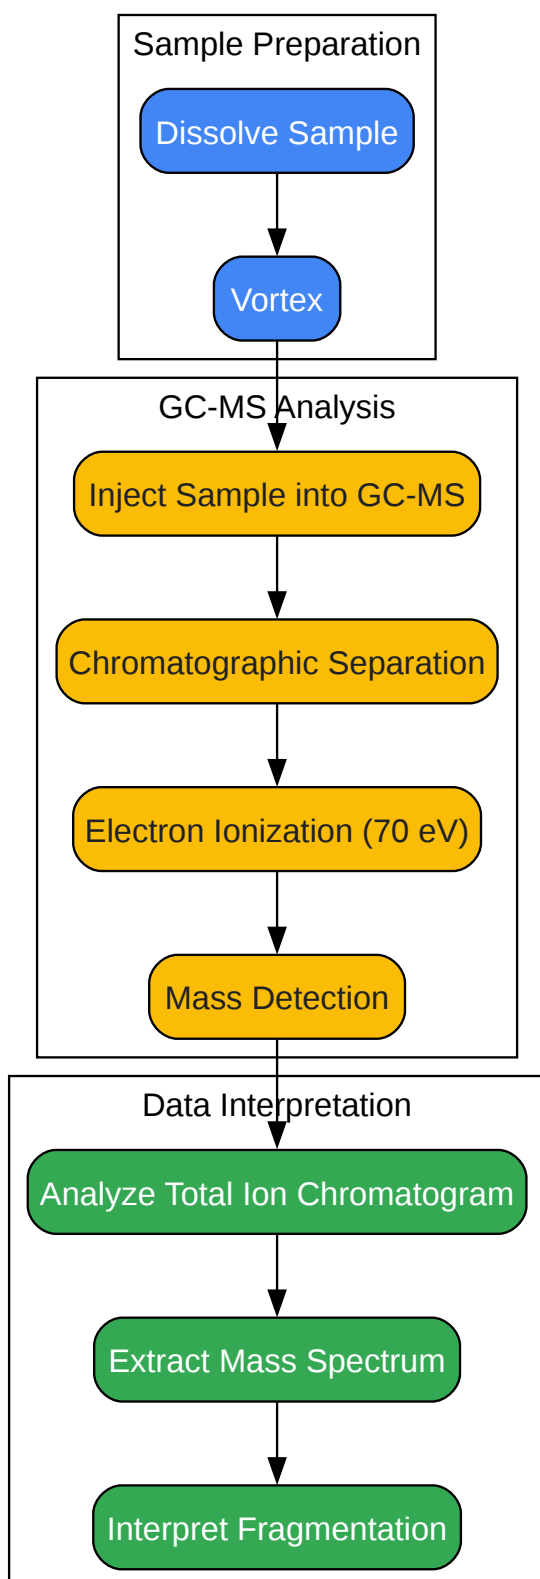 Sample Preparation
Dissolve Sample
Vortex
GC-MS Analysis
Inject Sample into GC-MS
Chromatographic Separation
Electron Ionization (70 eV)
Mass Detection
Data Interpretation
Analyze Total Ion Chromatogram
Extract Mass Spectrum
Interpret Fragmentation